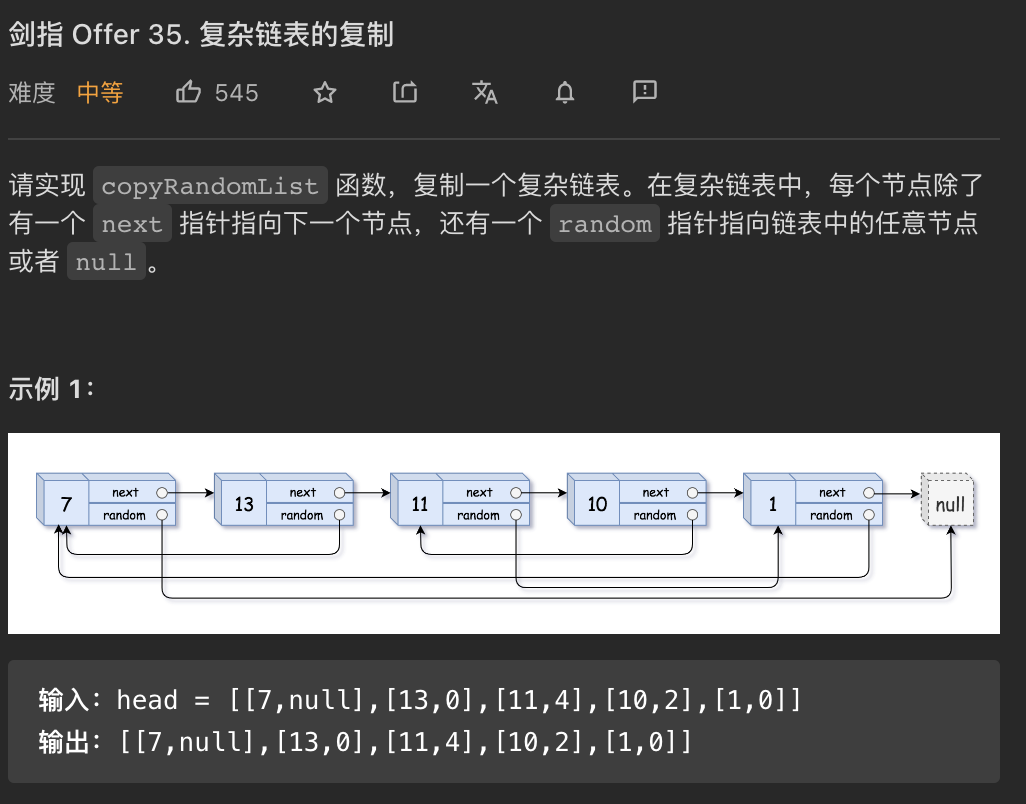 剑指 Offer 35. 复杂链表的复制
难度 中等 545
请实现 copyRandomList 函数，复制一个复杂链表。在复杂链表中，每个节点除了
有一个 next 指针指向下一个节点，还有一个 random 指针指向链表中的任意节点
或者 null 。
示例 1：
7 next random 13 next random 11 next random 10 next random 1 next random null
输入：head = [[7,null],[13,0],[11,4],[10,2],[1,0]]
输出：[[7,null],[13,0],[11,4],[10,2],[1,0]]